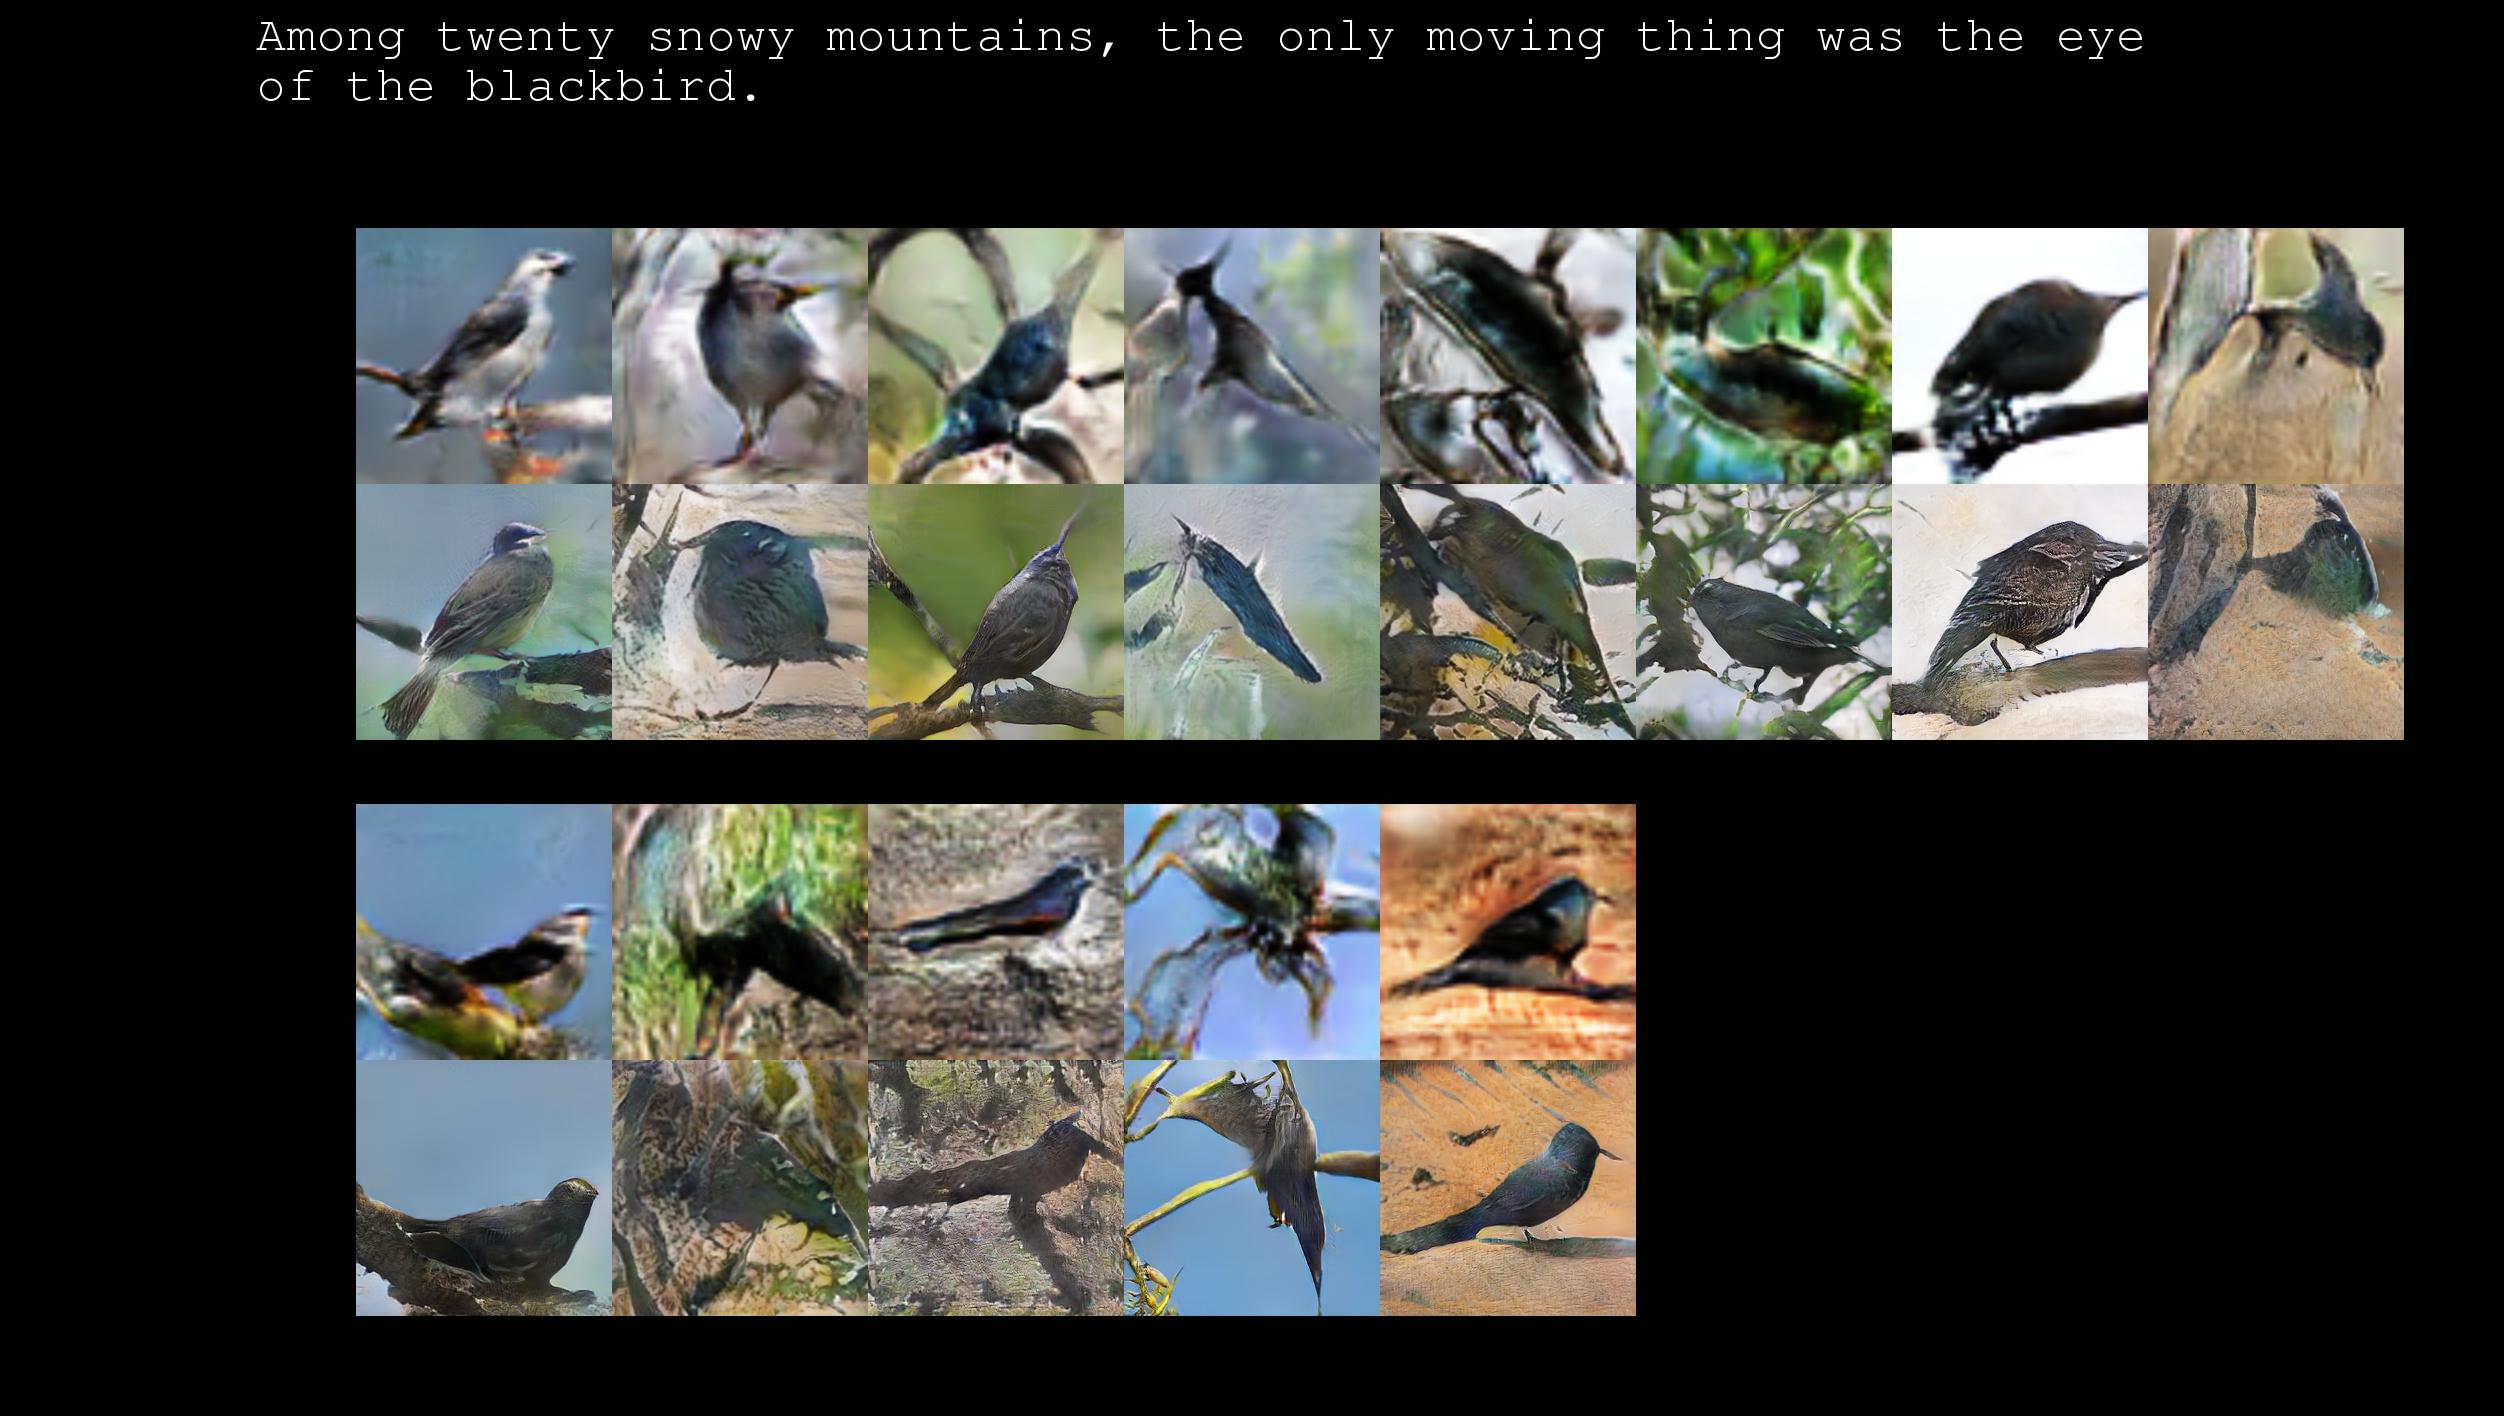 Among twenty snowy mountains, the only moving thing was the eye
of the blackbird.